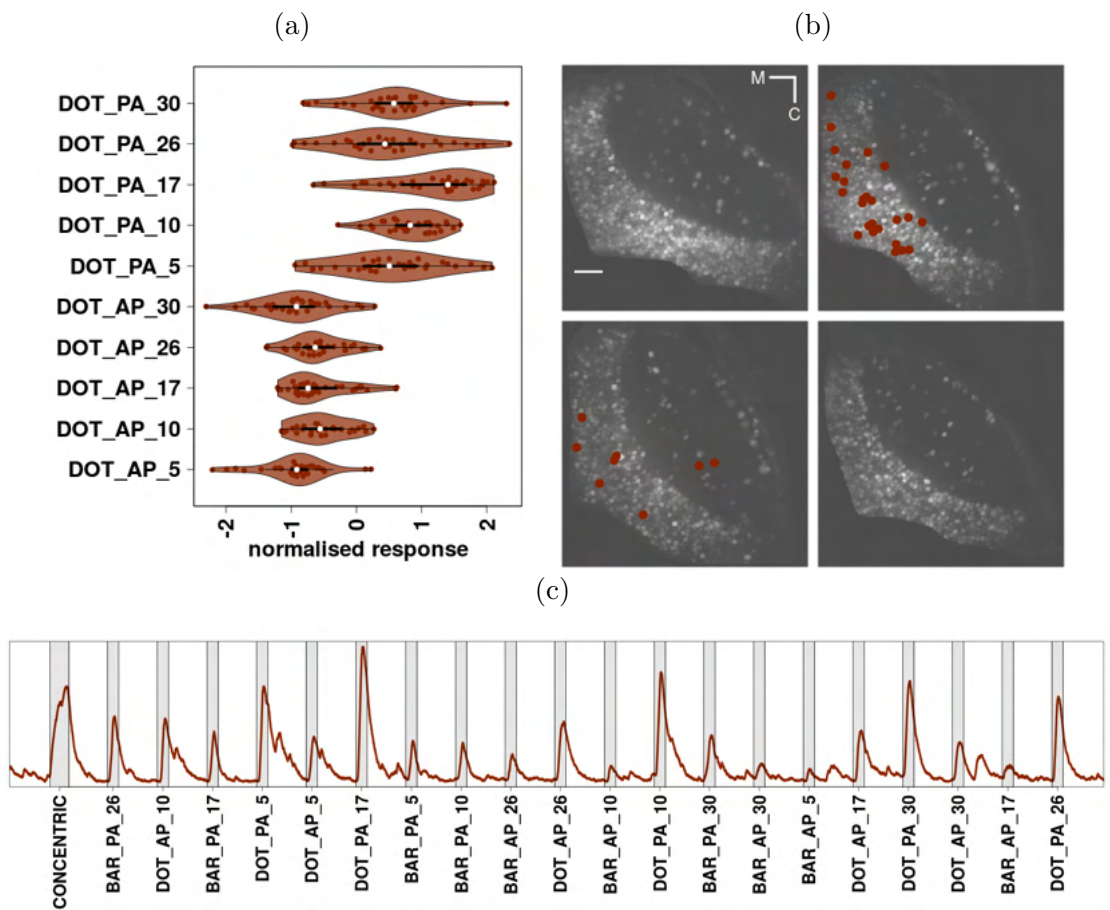 (a)
DOT_PA_30
DOT_PA_26
DOT_PA_17
DOT_PA_10
DOT_PA_5
DOT_AP_30
DOT_AP_26
DOT_AP_17
DOT_AP_10
DOT_AP_5
-2
-1
0
1
2
normalised response
(b)
M
C
(c)
CONCENTRIC
BAR_PA_26
DOT_AP_10
BAR_PA_17
DOT_PA_5
DOT_AP_5
DOT_PA_17
BAR_PA_5
BAR_PA_10
BAR_AP_26
DOT_AP_26
BAR_AP_10
DOT_PA_10
BAR_PA_30
BAR_AP_30
BAR_AP_5
DOT_AP_17
DOT_PA_30
DOT_AP_30
BAR_AP_17
DOT_PA_26